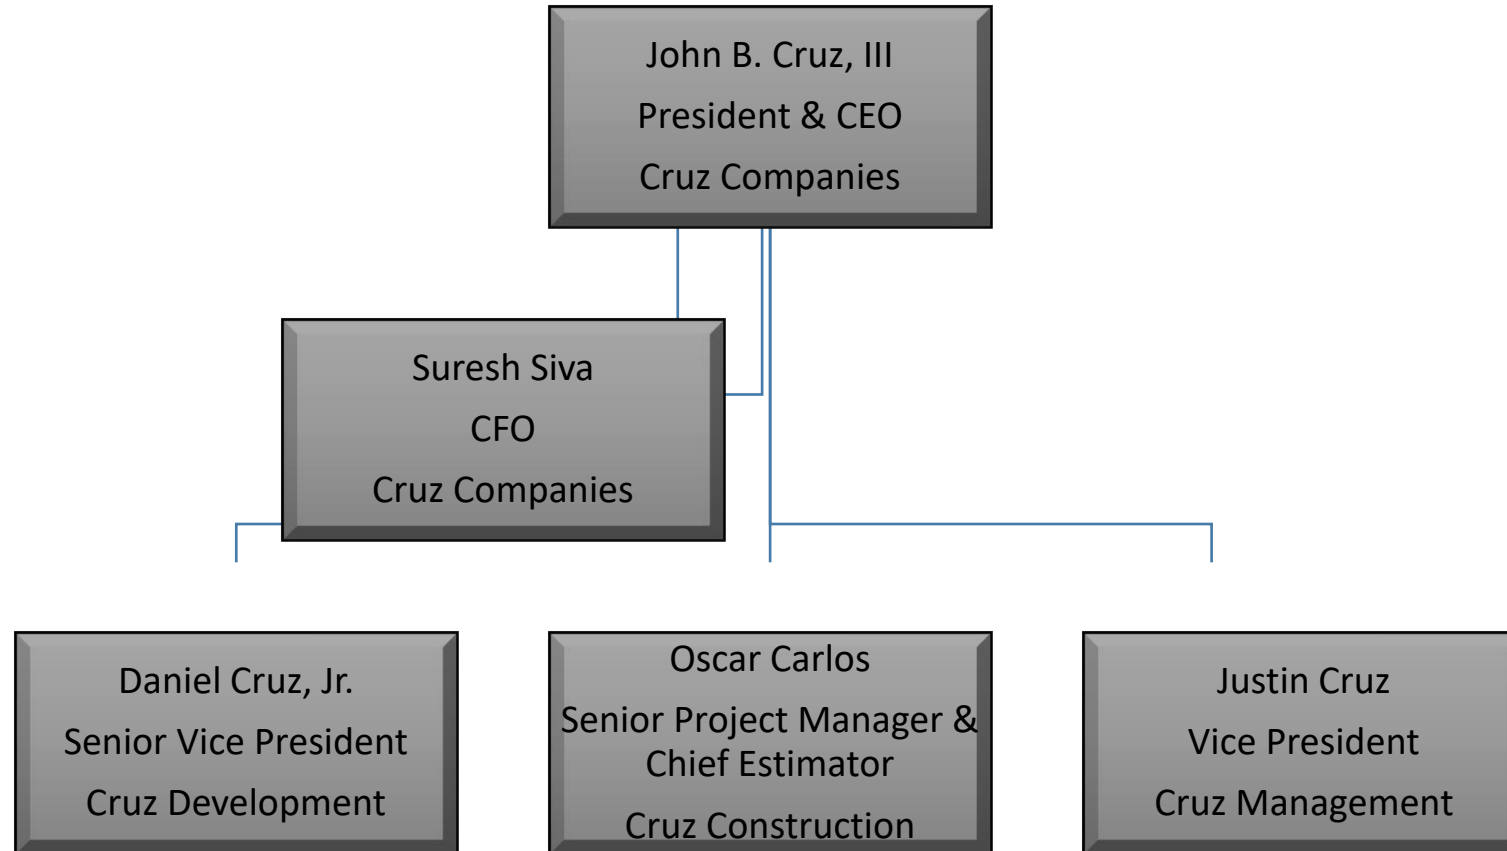 John B. Cruz, III
President & CEO
Cruz Companies
Suresh Siva
CFO
Cruz Companies
Daniel Cruz, Jr.
Senior Vice President
Cruz Development
Oscar Carlos
Senior Project Manager &
Chief Estimator
Cruz Construction
Justin Cruz
Vice President
Cruz Management